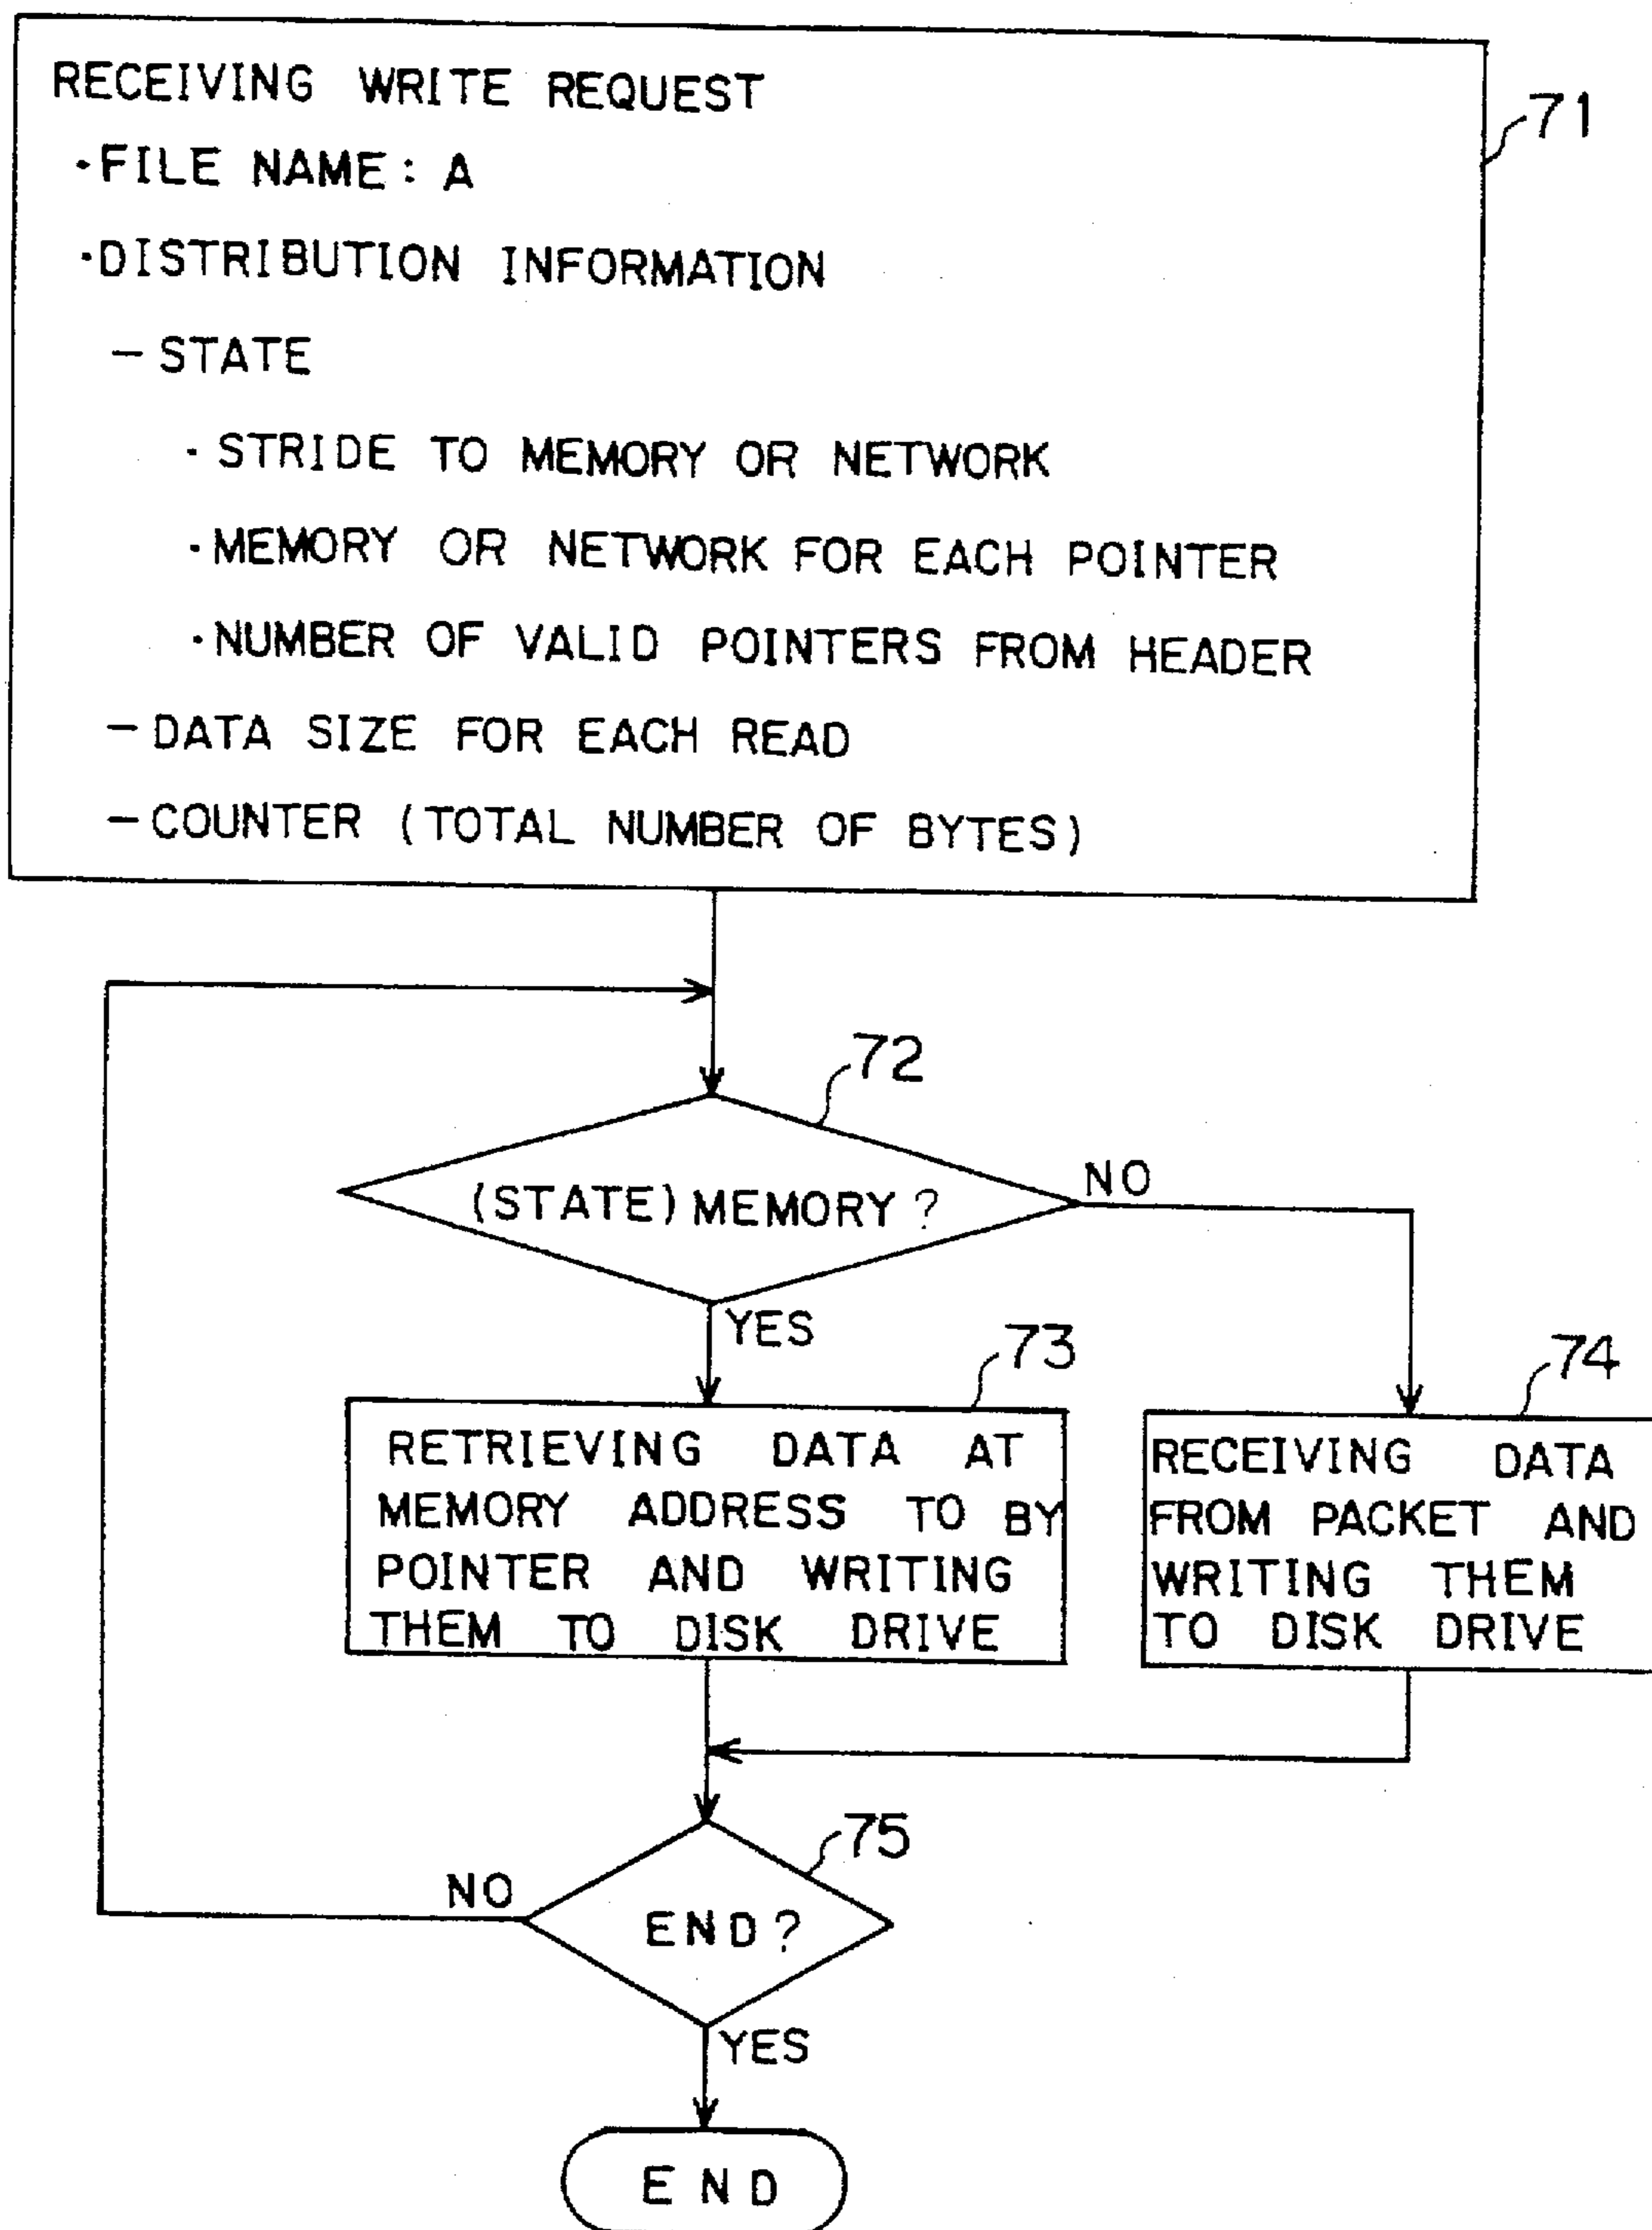 RECEIVING WRITE REQUEST
·FILE NAME: A
·DISTRIBUTION INFORMATION
— STATE
· STRIDE TO MEMORY OR NETWORK
· MEMORY OR NETWORK FOR EACH POINTER
· NUMBER OF VALID POINTERS FROM HEADER
— DATA SIZE FOR EACH READ
— COUNTER (TOTAL NUMBER OF BYTES)
71
72
(STATE) MEMORY?
NO
YES
73
RETRIEVING DATA AT
MEMORY ADDRESS TO BY
POINTER AND WRITING
THEM TO DISK DRIVE
74
RECEIVING DATA
FROM PACKET AND
WRITING THEM
TO DISK DRIVE
75
END?
NO
YES
END